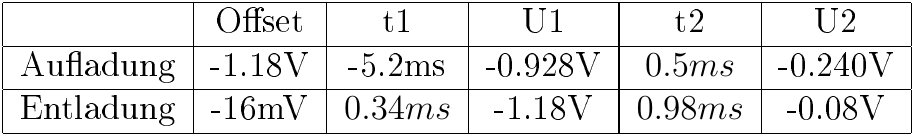 Offset t1 U1 t2 U2
Aufladung -1.18V -5.2ms -0.928V 0.5ms -0.240V
Entladung -16mV 0.34ms -1.18V 0.98ms -0.08V